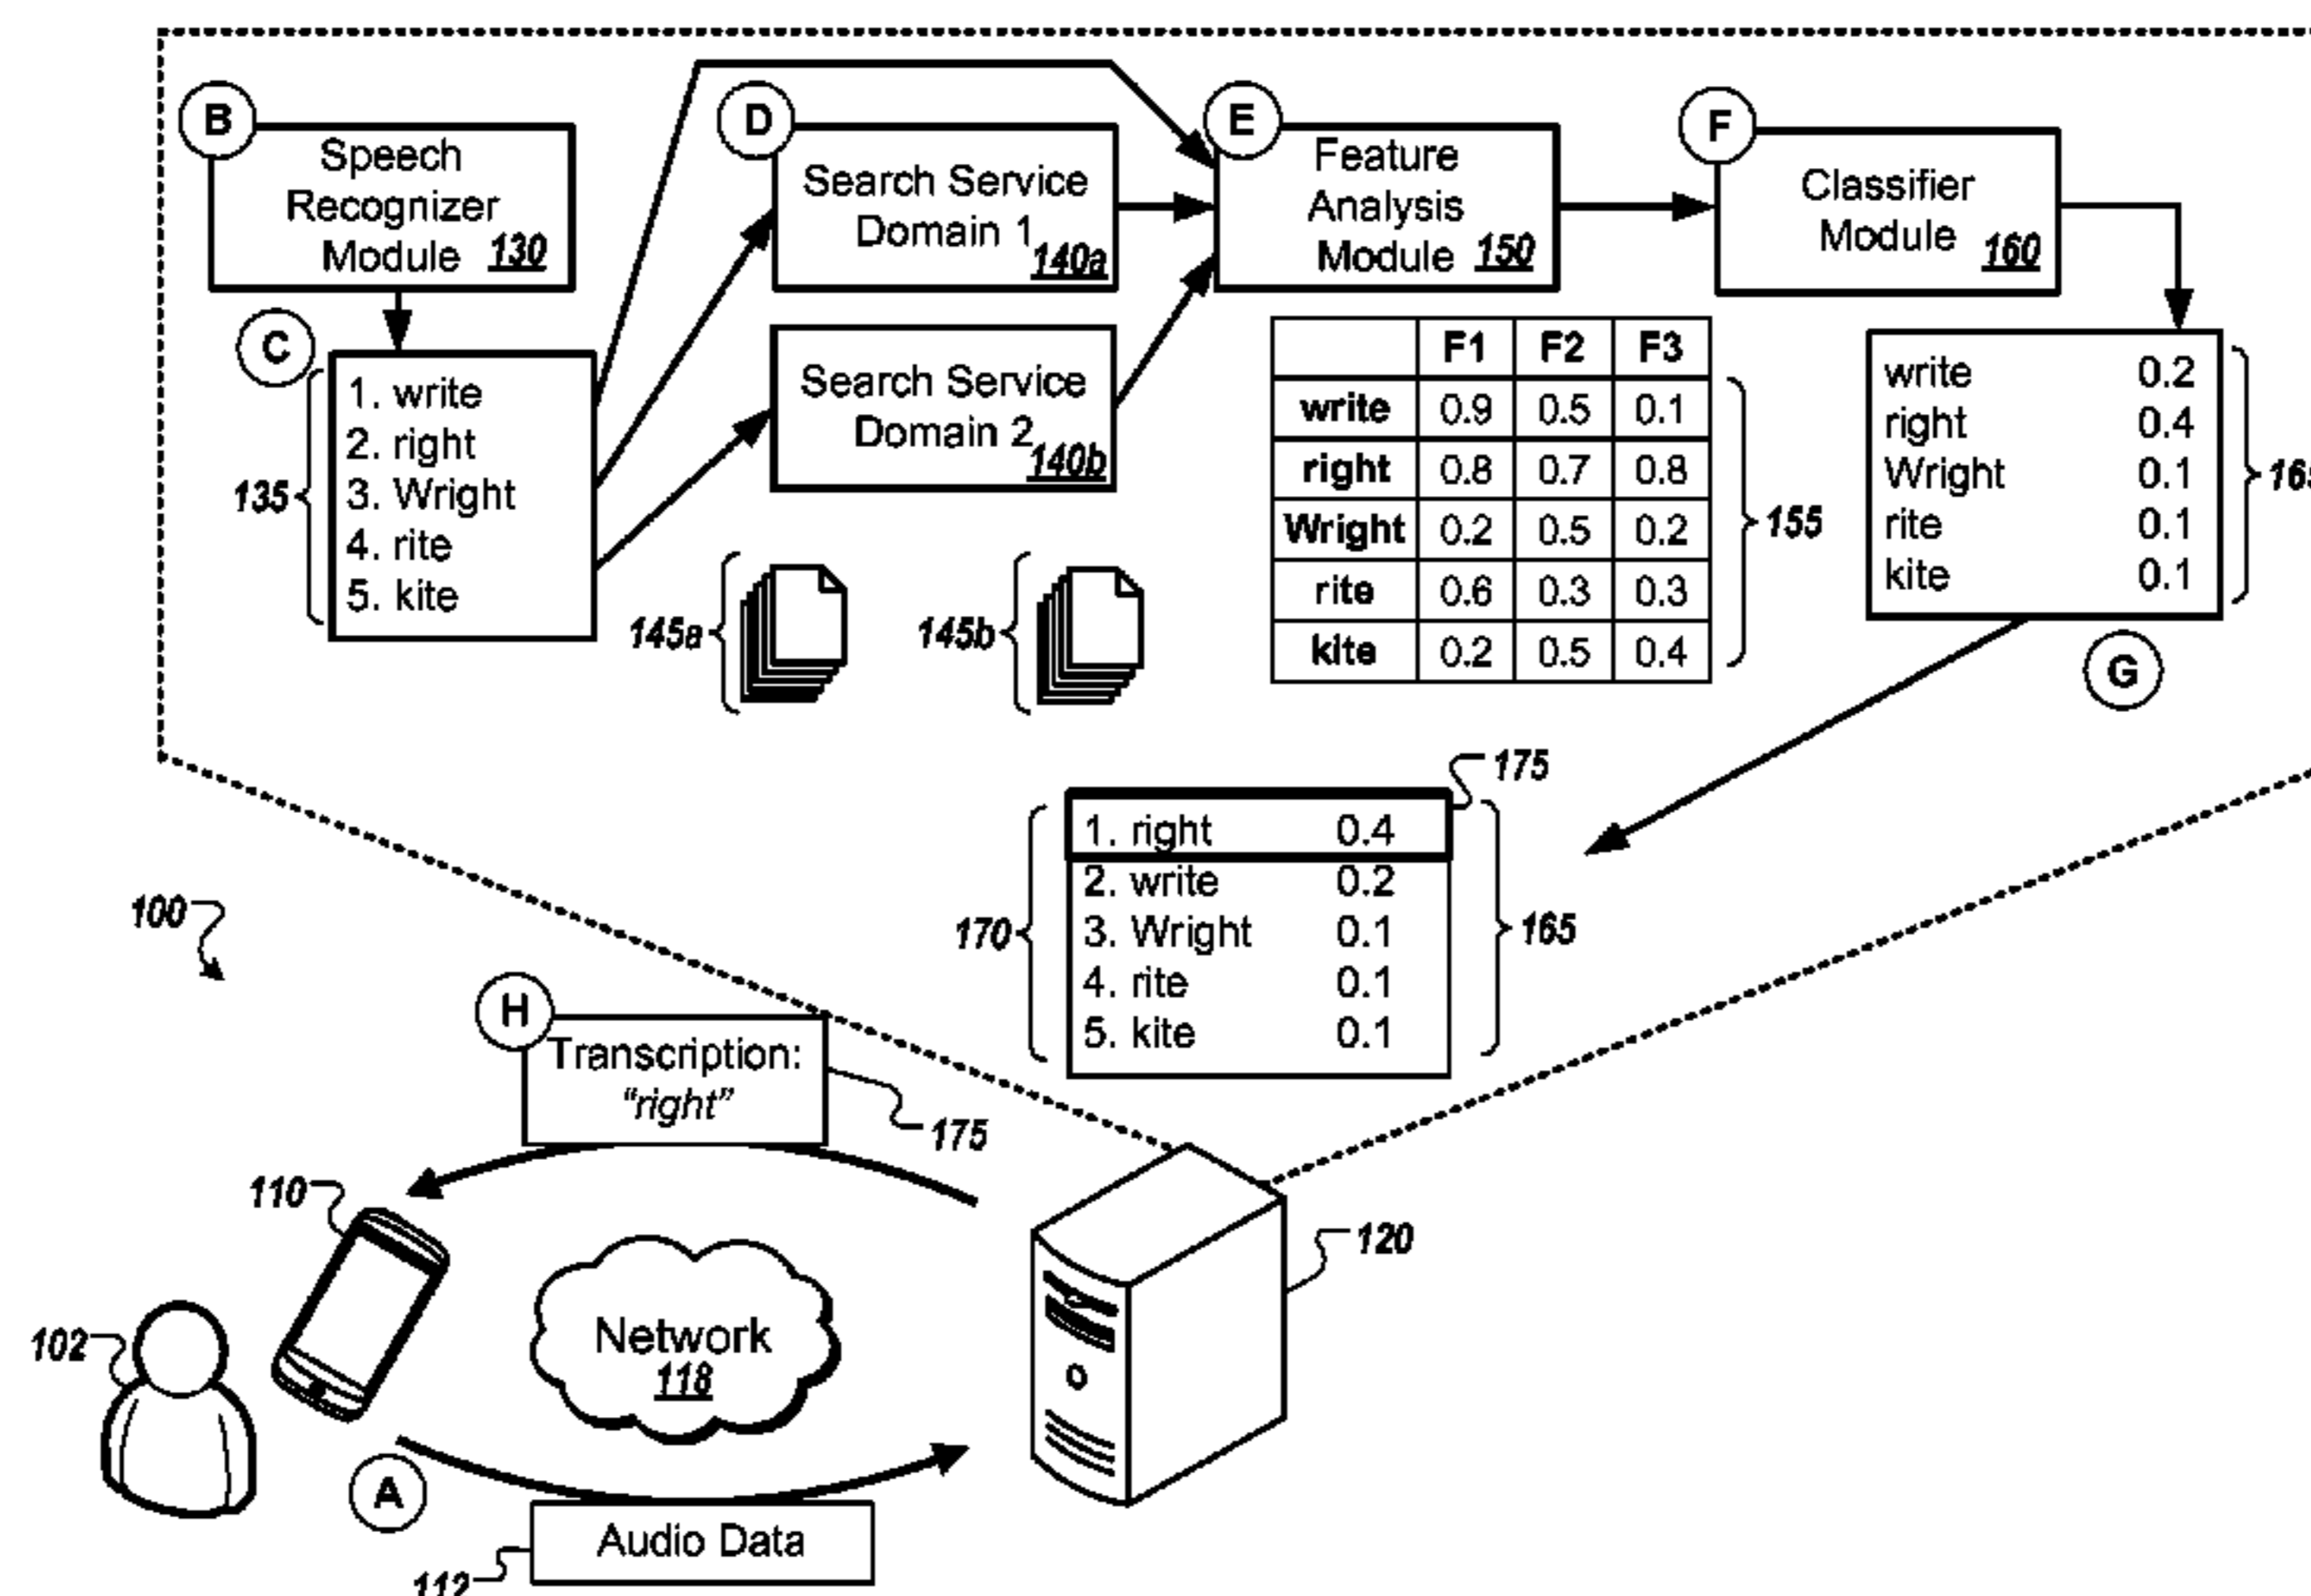 B
Speech
Recognizer
Module 130
C
1. write
2. right
3. Wright
4. rite
5. kite
135
D
Search Service
Domain 1
140a
Search Service
Domain 2
140b
145a
145b
E
Feature
Analysis
Module 150
F1 F2 F3
write 0.9 0.5 0.1
right 0.8 0.7 0.8
Wright 0.2 0.5 0.2
rite 0.6 0.3 0.3
kite 0.2 0.5 0.4
155
F
Classifier
Module 160
write 0.2
right 0.4
Wright 0.1
rite 0.1
kite 0.1
G
175
1. right 0.4
2. write 0.2
3. Wright 0.1
4. rite 0.1
5. kite 0.1
170
165
100
H
Transcription:
"right"
175
110
102
Network
118
120
A
Audio Data
112